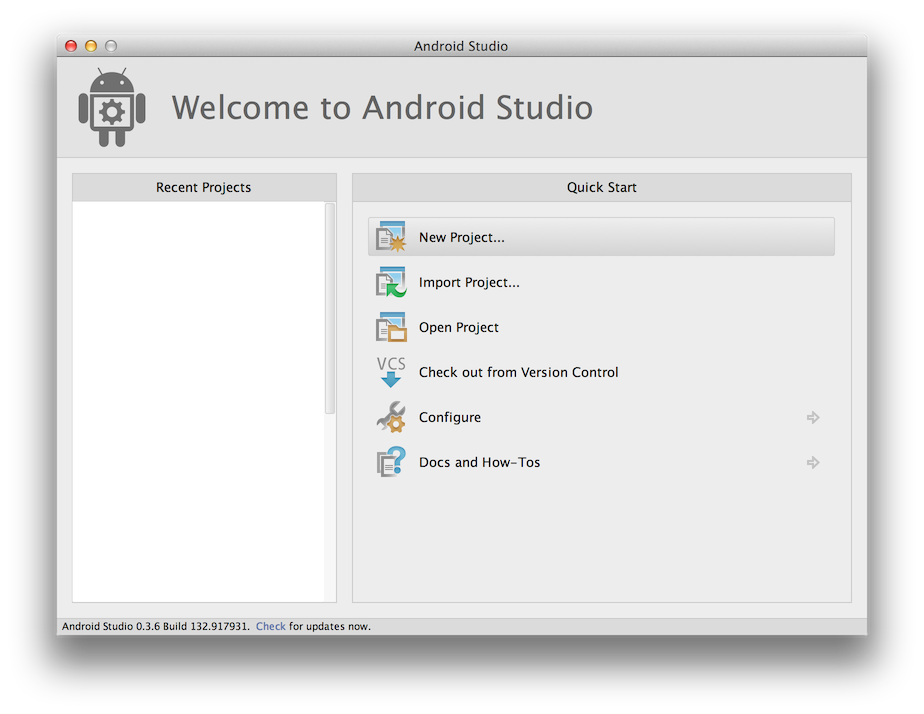 Android Studio
Welcome to Android Studio
Recent Projects
Quick Start
New Project...
Import Project...
Open Project
VCS
Check out from Version Control
Configure
Docs and How-Tos
Android Studio 0.3.6 Build 132.917931. Check for updates now.